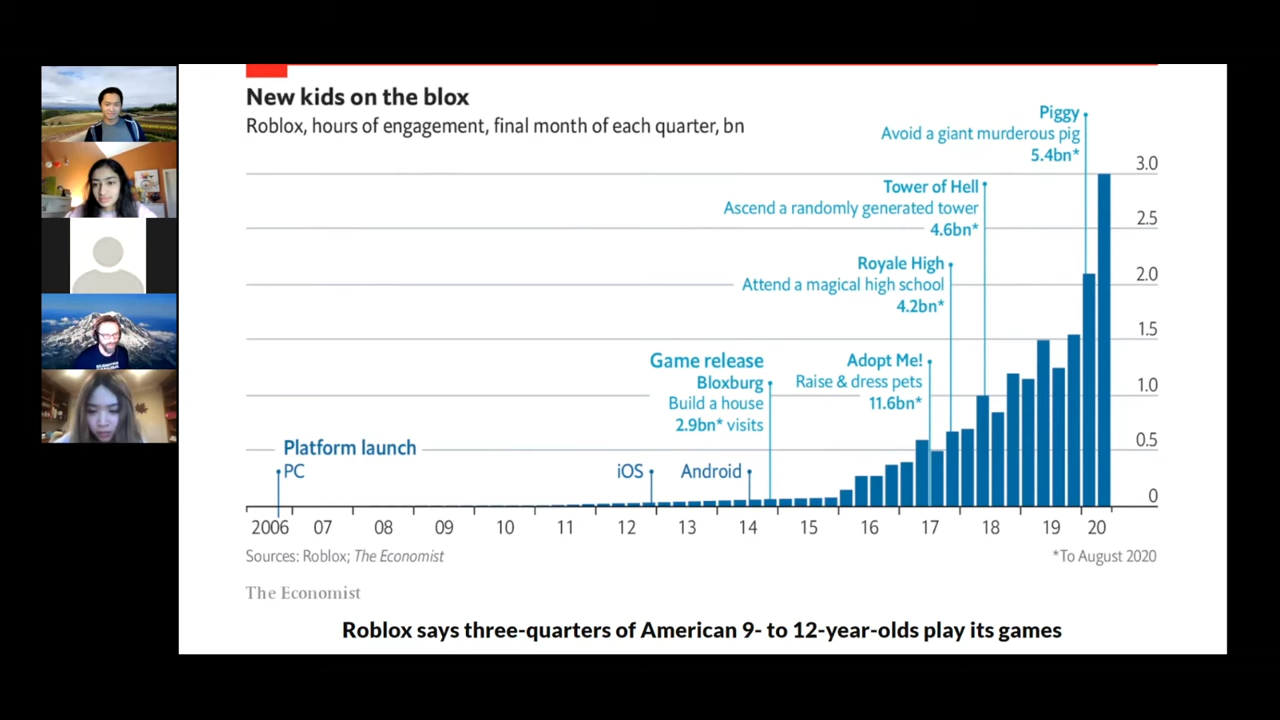 New kids on the blox
Roblox, hours of engagement, final month of each quarter, bn
Piggy
Avoid a giant murderous pig
5.4bn*
3.0
Tower of Hell
Ascend a randomly generated tower
4.6bn*
2.5
Royale High
Attend a magical high school
4.2bn*
2.0
1.5
Game release
Bloxburg
Build a house
2.9bn* visits
Adopt Me!
Raise & dress pets
11.6bn*
1.0
0.5
Platform launch
PC
iOS
Android
0
2006 07 08 09 10 11 12 13 14 15 16 17 18 19 20
Sources: Roblox; The Economist
*To August 2020
The Economist
Roblox says three-quarters of American 9- to 12-year-olds play its games